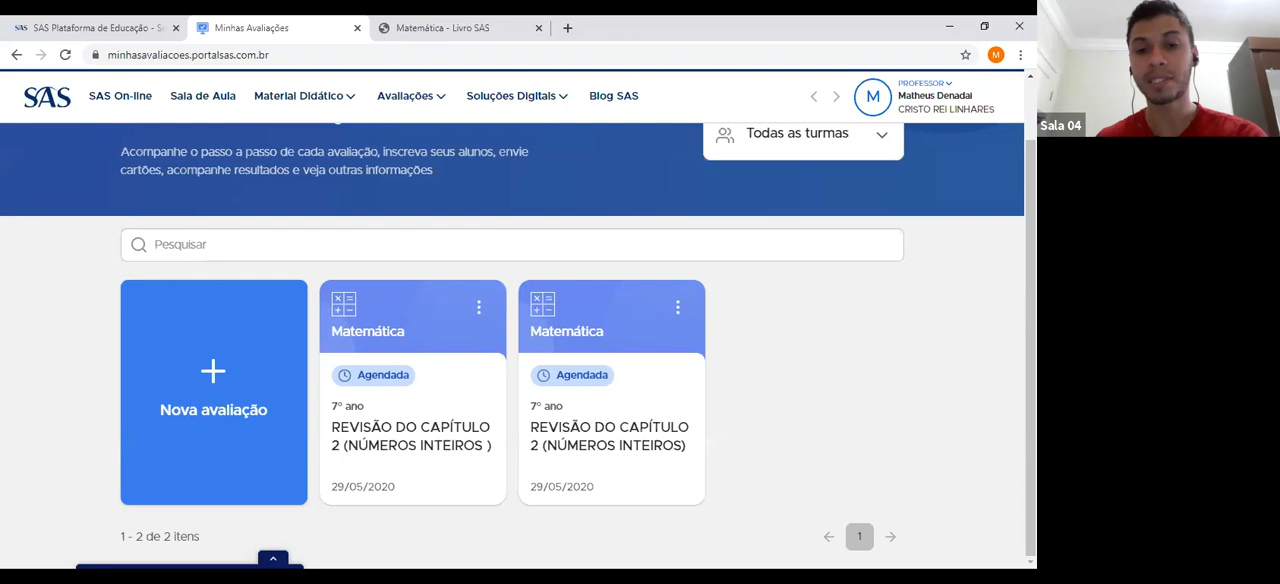 SAS Plataforma de Educação - Se
Minhas Avaliações
Matemática - Livro SAS
minhasavaliacoes.portalsas.com.br
M
SAS
SAS On-line
Sala de Aula
Material Didático
Avaliações
Soluções Digitais
Blog SAS
M
PROFESSOR
Matheus Denadai
CRISTO REI LINHARES
Sala 04
Todas as turmas
Acompanhe o passo a passo de cada avaliação, inscreva seus alunos, envie
cartões, acompanhe resultados e veja outras informações
Pesquisar
Nova avaliação
Matemática
Agendada
7º ano
REVISÃO DO CAPÍTULO
2 (NÚMEROS INTEIROS )
29/05/2020
Matemática
Agendada
7º ano
REVISÃO DO CAPÍTULO
2 (NÚMEROS INTEIROS)
29/05/2020
1 - 2 de 2 itens
1